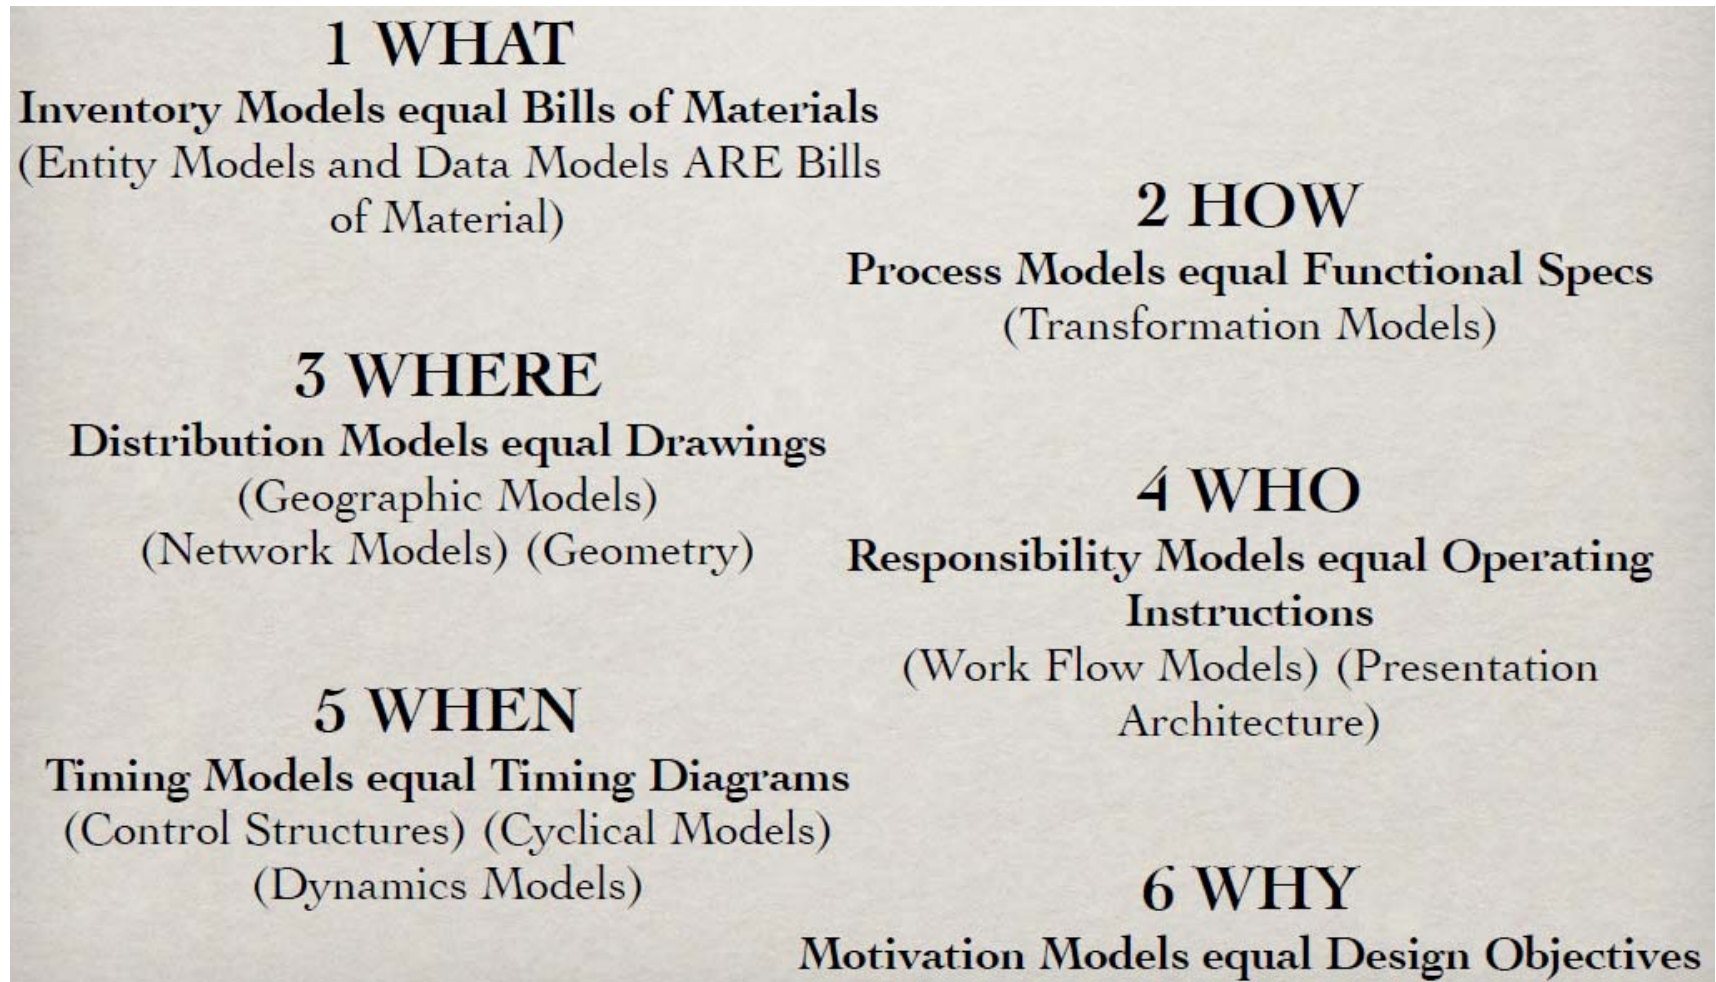 1 WHAT
Inventory Models equal Bills of Materials
(Entity Models and Data Models ARE Bills
of Material)
2 HOW
Process Models equal Functional Specs
(Transformation Models)
3 WHERE
Distribution Models equal Drawings
(Geographic Models)
(Network Models) (Geometry)
4 WHO
Responsibility Models equal Operating
Instructions
(Work Flow Models) (Presentation
Architecture)
5 WHEN
Timing Models equal Timing Diagrams
(Control Structures) (Cyclical Models)
(Dynamics Models)
6 WHY
Motivation Models equal Design Objectives